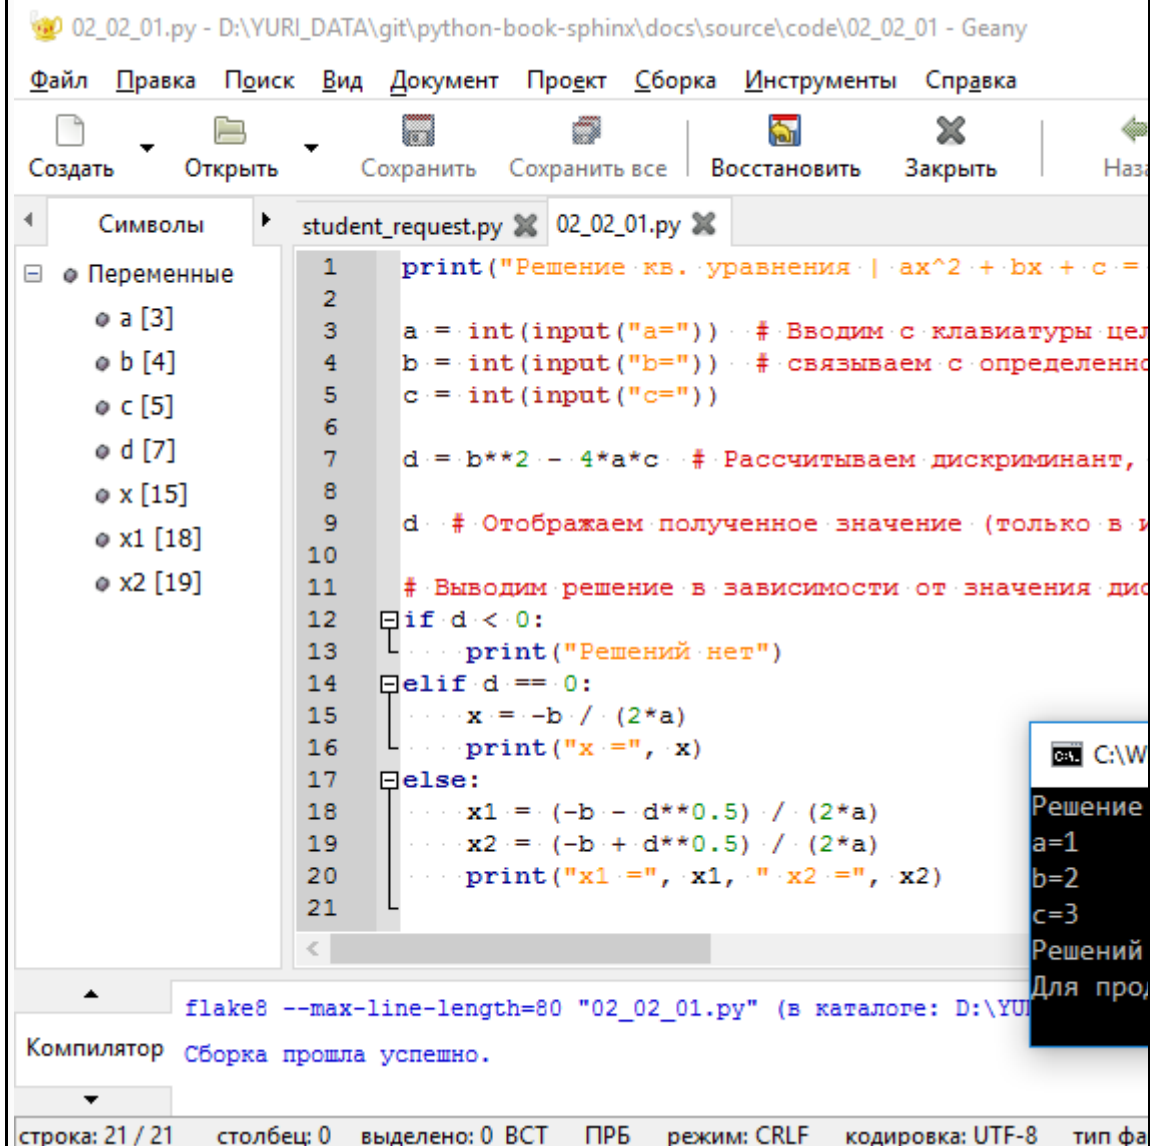 02_02_01.py - D:\YURI_DATA\git\python-book-sphinx\docs\source\code\02_02_01 - Geany
Файл Правка Поиск Вид Документ Проект Сборка Инструменты Справка
Создать Открыть Сохранить Сохранить все Восстановить Закрыть
Символы
student_request.py 02_02_01.py
Переменные
a [3]
b [4]
c [5]
d [7]
x [15]
x1 [18]
x2 [19]
1 print("Решение кв. уравнения | ax^2 + bx + c =
2
3 a = int(input("a=")) # Вводим с клавиатуры
4 b = int(input("b=")) # связываем с
5 c = int(input("c="))
6
7 d = b**2 - 4*a*c # Рассчитываем дискриминант,
8
9 d # Отображаем полученное значение (только в
10
11 # Выводим решение в зависимости от значения
12 if d < 0:
13 print("Решений нет")
14 elif d == 0:
15 x = -b / (2*a)
16 print("x =", x)
17 else:
18 x1 = (-b - d**0.5) / (2*a)
19 x2 = (-b + d**0.5) / (2*a)
20 print("x1 =", x1, " x2 =", x2)
21
C:\W
Решение
a=1
b=2
c=3
Решений
Для
Компилятор
flake8 --max-line-length=80 "02_02_01.py" (в каталоге: D:\YU
Сборка прошла успешно.
строка: 21 / 21 столбец: 0 выделено: 0 ВСТ ПРБ режим: CRLF кодировка: UTF-8 тип